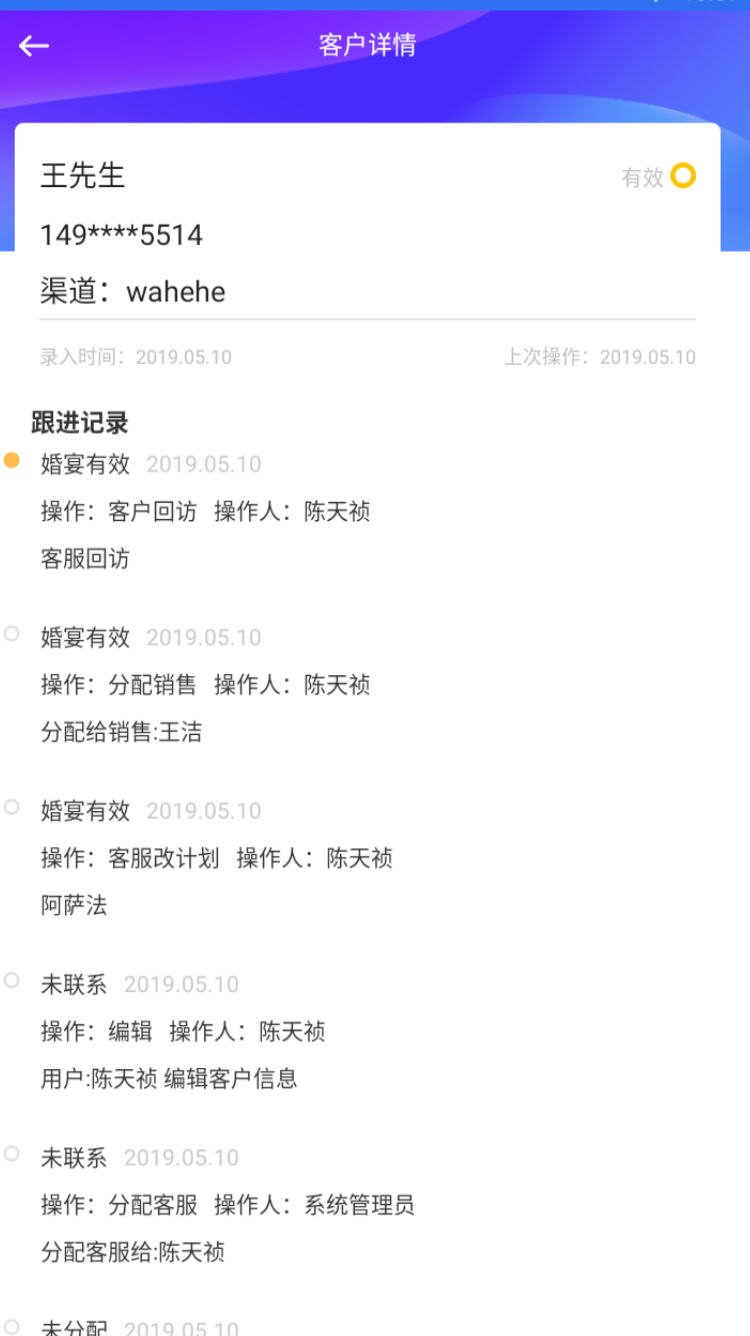 客户详情
王先生
有效
149****5514
渠道：wahehe
录入时间：2019.05.10
上次操作：2019.05.10
跟进记录
婚宴有效 2019.05.10
操作：客户回访 操作人：陈天祯
客服回访
婚宴有效 2019.05.10
操作：分配销售 操作人：陈天祯
分配给销售:王洁
婚宴有效 2019.05.10
操作：客服改计划 操作人：陈天祯
阿萨法
未联系 2019.05.10
操作：编辑 操作人：陈天祯
用户:陈天祯 编辑客户信息
未联系 2019.05.10
操作：分配客服 操作人：系统管理员
分配客服给:陈天祯
未分配 2019.05.10